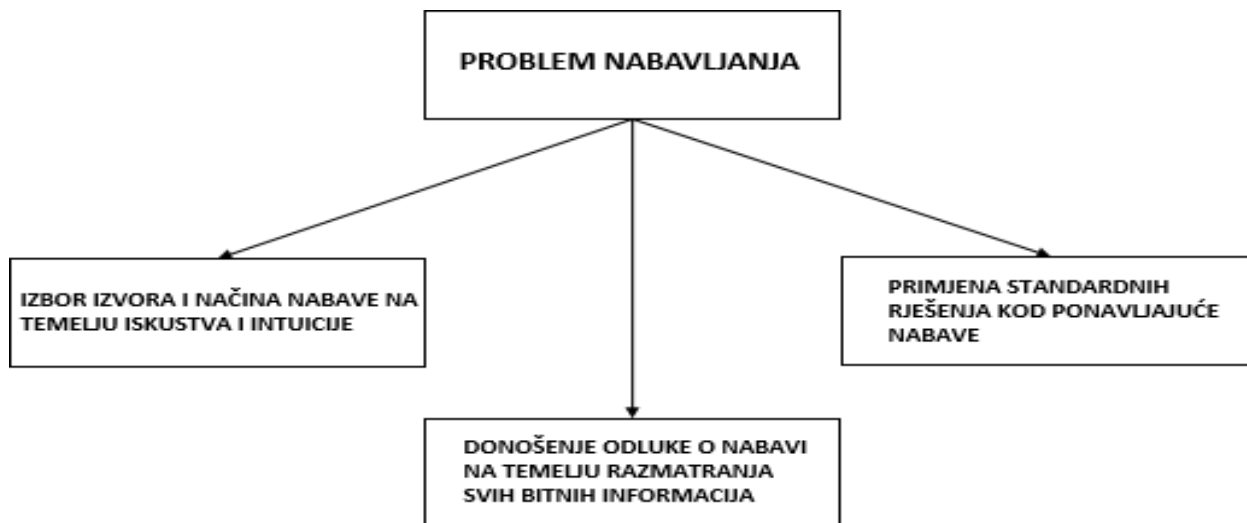 PROBLEM NABAVLJANJA
IZBOR IZVORA I NAČINA NABAVE NA
TEMELJU ISKUSTVA I INTUICIJE
PRIMJENA STANDARDNIH
RJEŠENJA KOD PONAVLJAJUĆE
NABAVE
DONOŠENJE ODLUKE O NABAVI
NA TEMELJU RAZMATRANJA
SVIH BITNIH INFORMACIJA